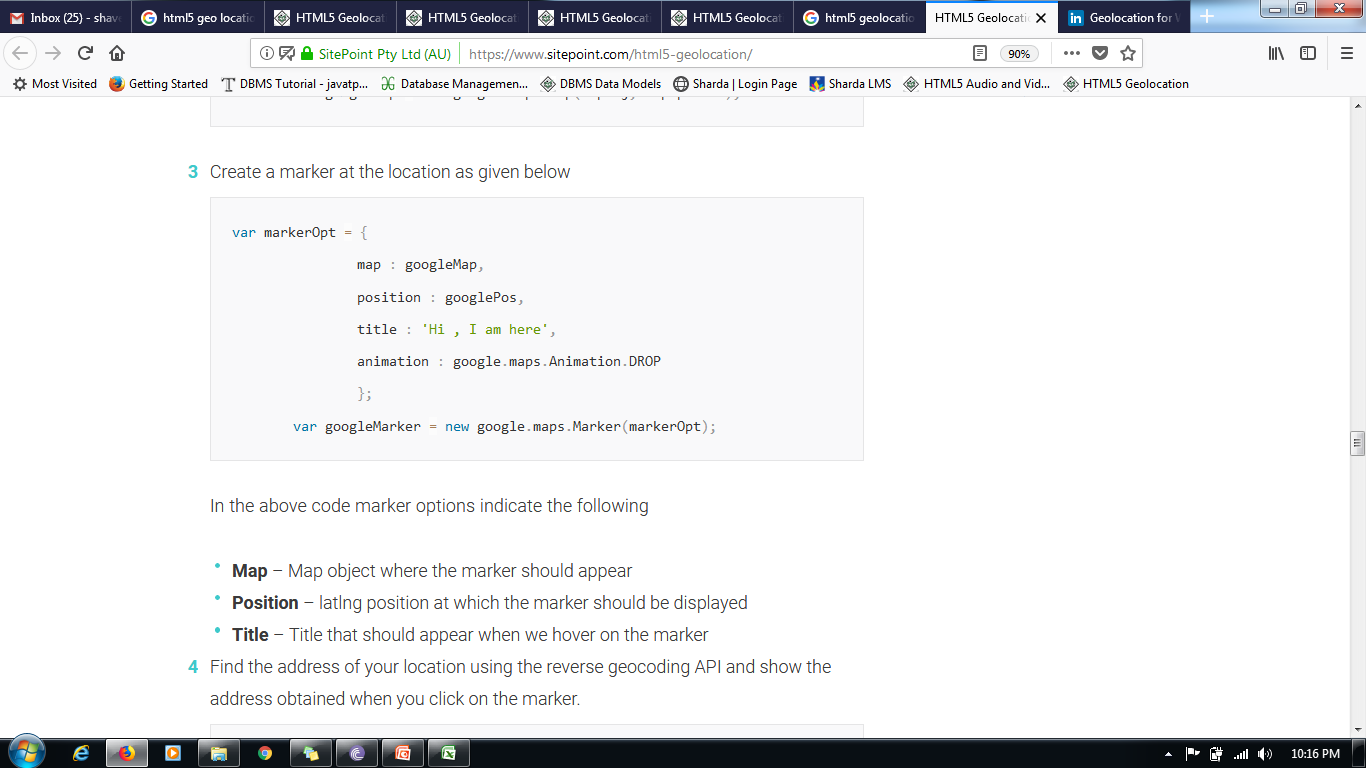 Inbox (25) - shav
html5 geo locatio
HTML5 Geolocat
HTML5 Geolocat
HTML5 Geolocati
HTML5 Geolocat
html5 geolocatio
HTML5 Geolocatio
Geolocation for W
SitePoint Pty Ltd (AU)
https://www.sitepoint.com/html5-geolocation/
90%
Most Visited
Getting Started
DBMS Tutorial - javatp...
Database Managemen...
DBMS Data Models
Sharda | Login Page
Sharda LMS
HTML5 Audio and Vid...
HTML5 Geolocation
3 Create a marker at the location as given below
var markerOpt = {
map : googleMap,
position : googlePos,
title : 'Hi , I am here',
animation : google.maps.Animation.DROP
};
var googleMarker = new google.maps.Marker(markerOpt);
In the above code marker options indicate the following
• Map – Map object where the marker should appear
• Position – latlng position at which the marker should be displayed
• Title – Title that should appear when we hover on the marker
4 Find the address of your location using the reverse geocoding API and show the
address obtained when you click on the marker.
10:16 PM